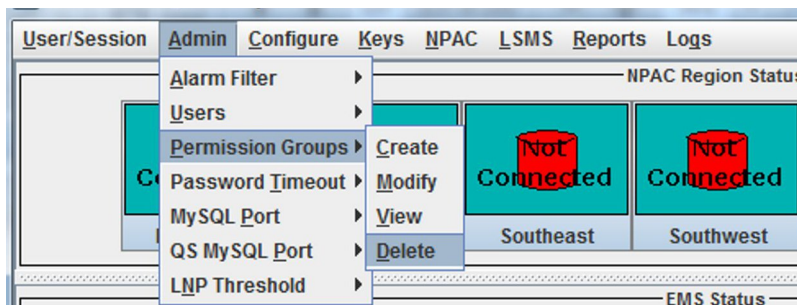 User/Session Admin Configure Keys NPAC LSMS Reports Logs
NPAC Region Status
Alarm Filter
Users
Permission Groups
Password Timeout
MySQL Port
QS MySQL Port
LNP Threshold
Create
Modify
View
Delete
Not
Connected
Southeast
Not
Connected
Southwest
EMS Status